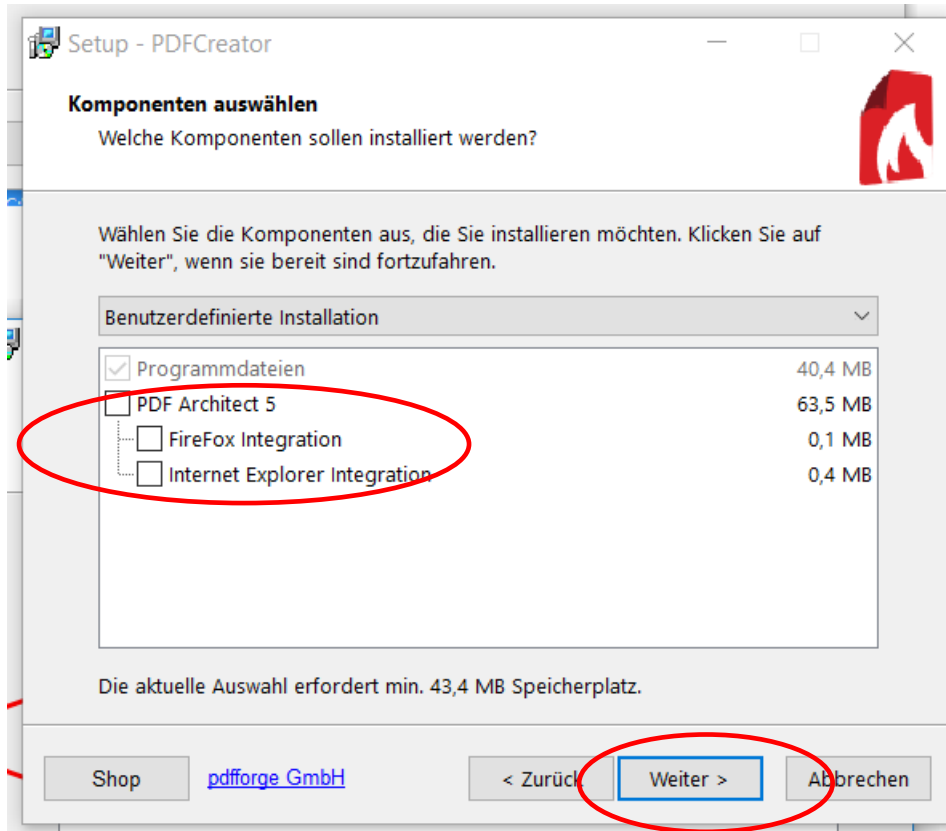 Setup - PDFCreator
Komponenten auswählen
Welche Komponenten sollen installiert werden?
Wählen Sie die Komponenten aus, die Sie installieren möchten. Klicken Sie auf
"Weiter", wenn sie bereit sind fortzufahren.
Benutzerdefinierte Installation
Programmdateien 40,4 MB
PDF Architect 5 63,5 MB
FireFox Integration 0,1 MB
Internet Explorer Integration 0,4 MB
Die aktuelle Auswahl erfordert min. 43,4 MB Speicherplatz.
Shop pdfforge GmbH < Zurück Weiter > Abbrechen